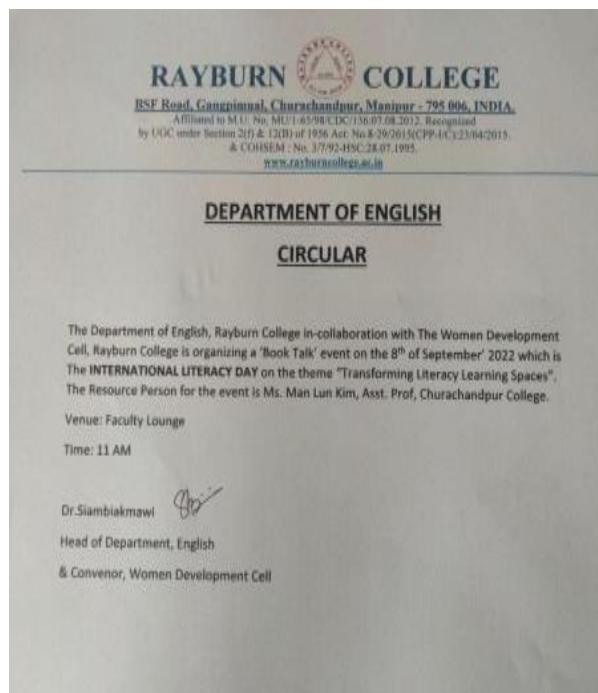 RAYBURN COLLEGE
BSF Road, Gangpimual, Churachandpur, Manipur - 795 006, INDIA.
Affiliated to M.U. No, MU/1-65/98/CDC/156:07.08.2012. Recognized
by UGC under Section 2(f) & 12(B) of 1956 Act: No.8-29/2015(CPP-I/C):23/04/2015.
& COHSEM : No. 3/7/92-HSC:28.07.1995.
www.rayburncollege.ac.in
DEPARTMENT OF ENGLISH
CIRCULAR
The Department of English, Rayburn College in-collaboration with The Women Development
Cell, Rayburn College is organizing a 'Book Talk' event on the 8th of September' 2022 which is
The INTERNATIONAL LITERACY DAY on the theme "Transforming Literacy Learning Spaces".
The Resource Person for the event is Ms. Man Lun Kim, Asst. Prof, Churachandpur College.
Venue: Faculty Lounge
Time: 11 AM
Dr.Siambiakmawi
Head of Department, English
& Convenor, Women Development Cell